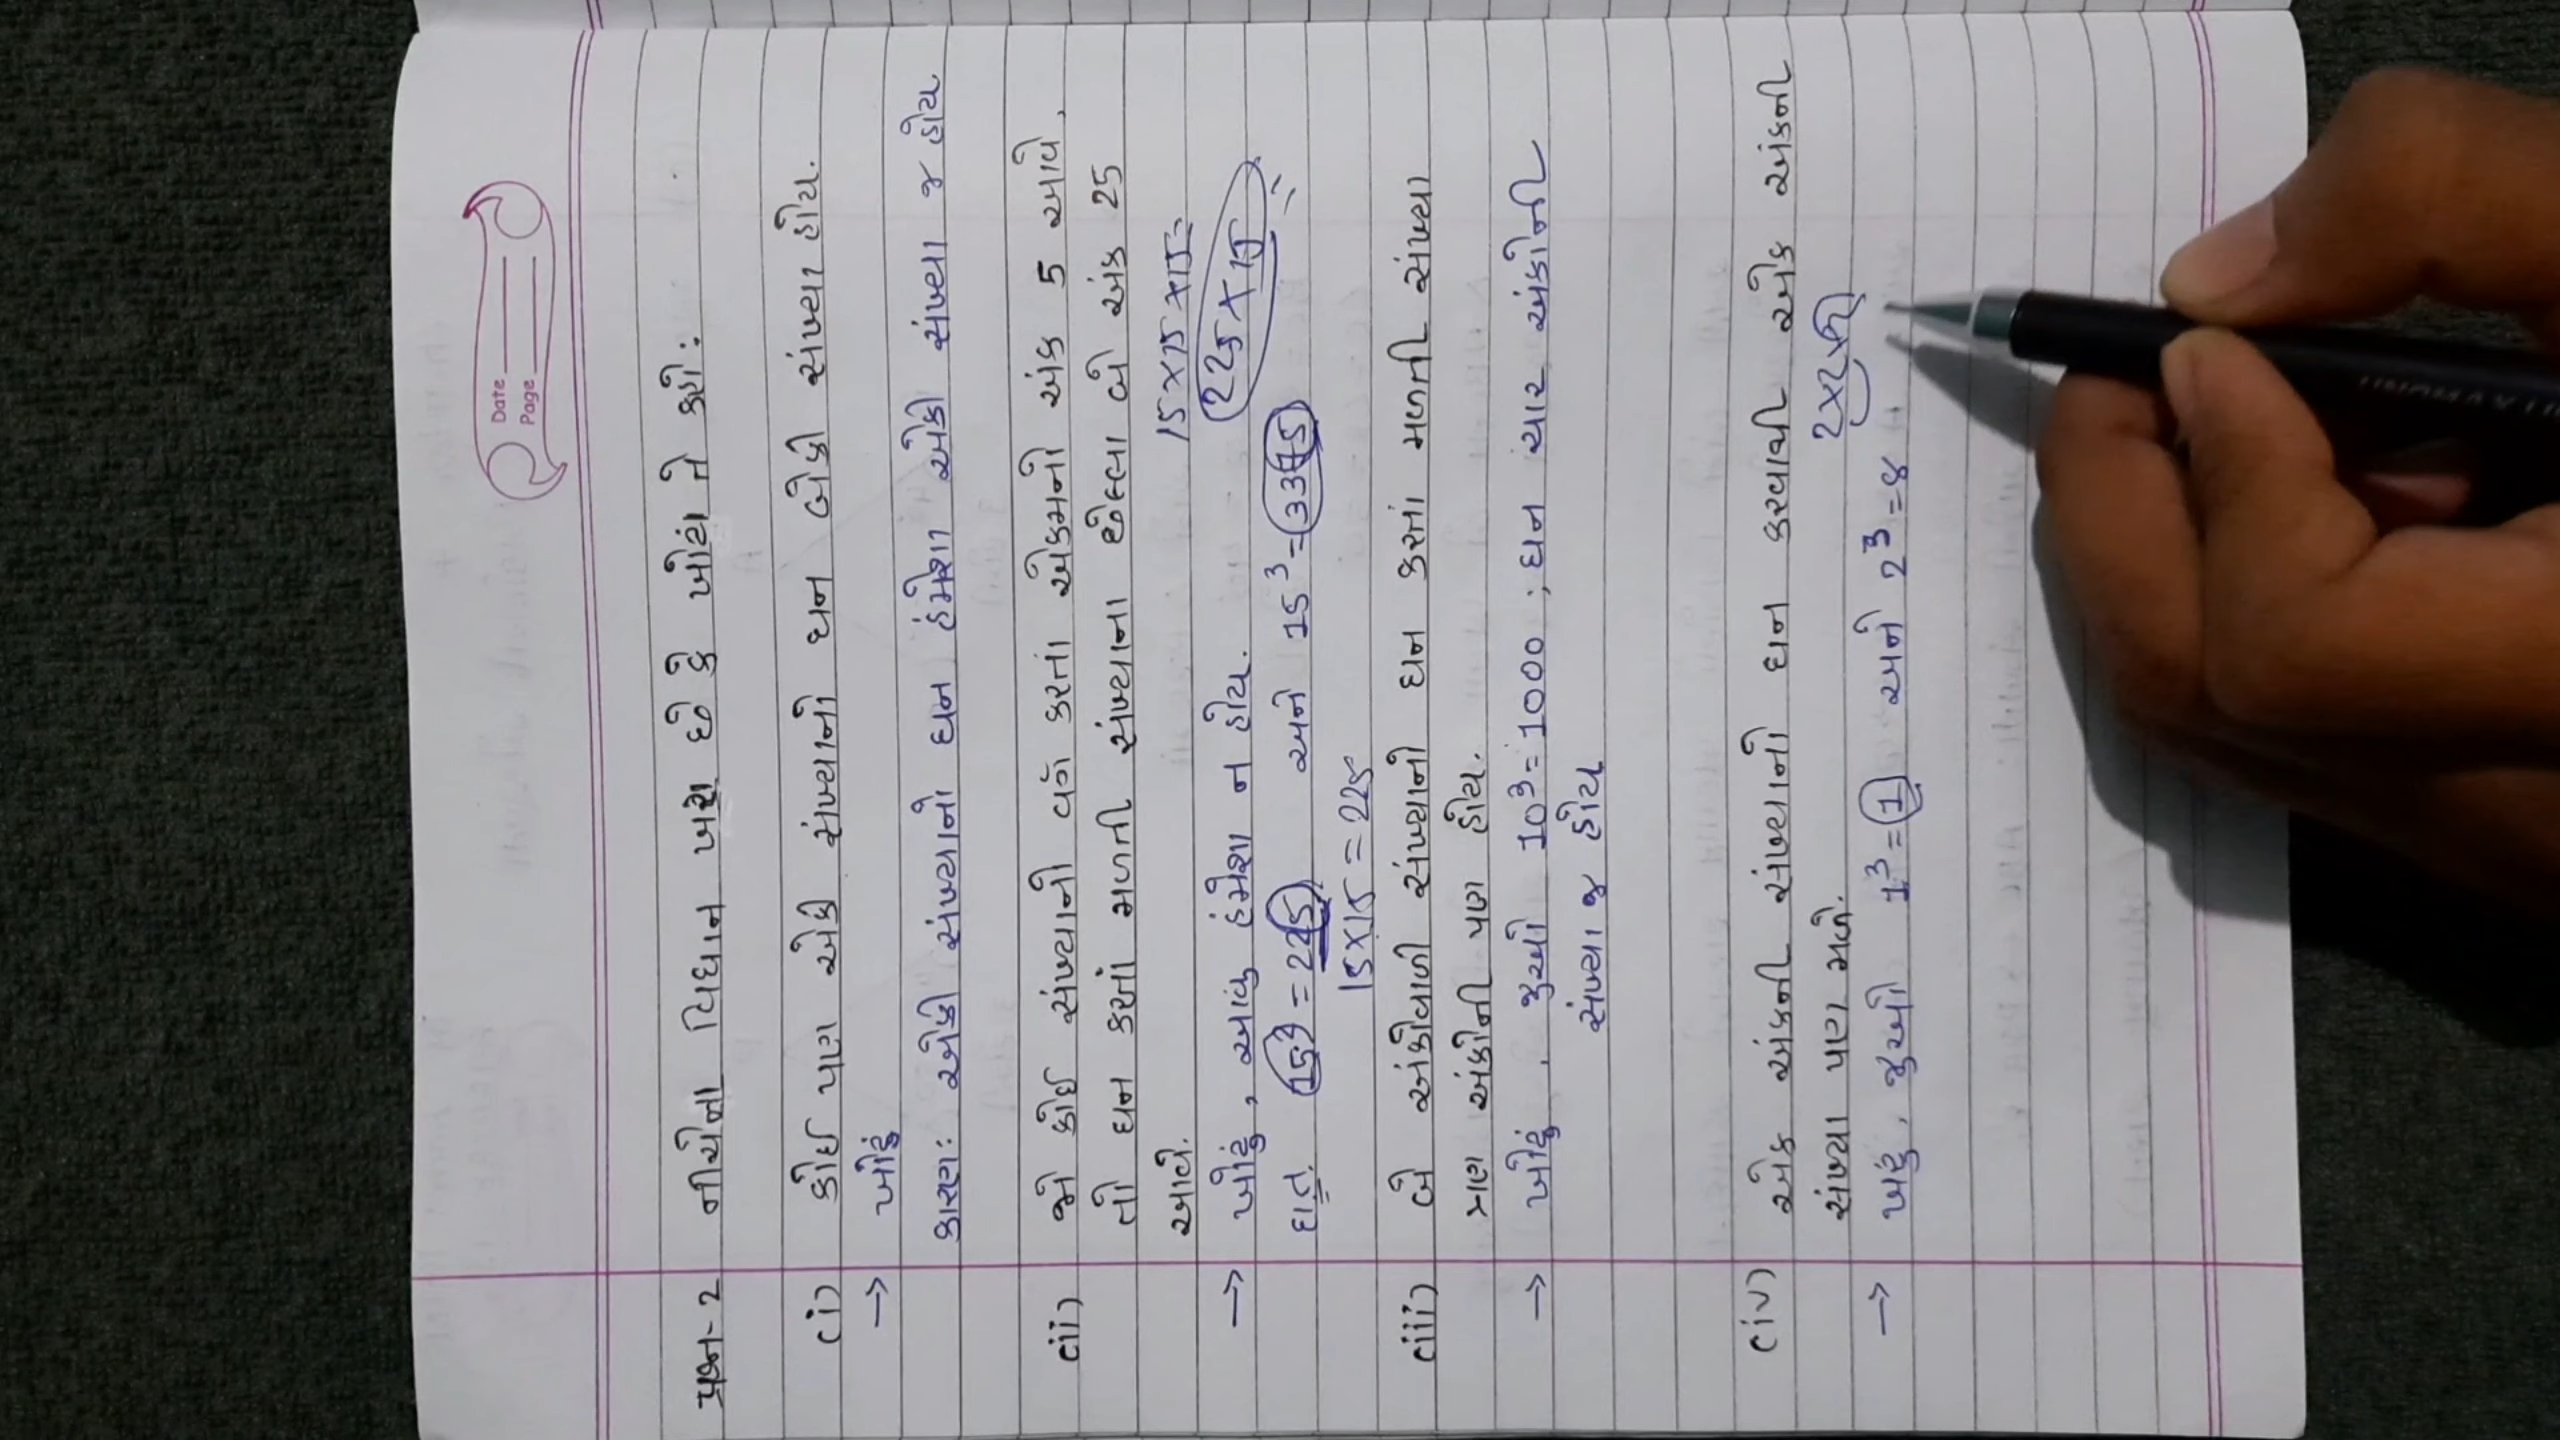 Date
Page
પ્રશ્ન-2 નીચેના વિધાન ખરા છે કે ખોટા તે કહો:
(i) કોઈ પણ એકી સંખ્યાનો ઘન બેકી સંખ્યા હોય.
→ ખોટું
કારણ: એકી સંખ્યાનો ઘન હંમેશા એકી સંખ્યા જ હોય
(ii) જો કોઈ સંખ્યાનો વર્ગ કરતાં એકમનો અંક 5 આવે,
તો ઘન કરતાં મળતી સંખ્યાના છેલ્લા બે અંક 25
આવે.
15×15×15=
→ ખોટું, આવું હંમેશા ન હોય.
225×15
દા.ત. 15² = 225 અને 15³ = 3375
15×15=225
(iii) બે અંકોવાળી સંખ્યાનો ઘન કરતાં મળતી સંખ્યા
ત્રણ અંકોની પણ હોય.
→ ખોટું. જુઓ 10³=1000; ઘન ચાર અંકોની
સંખ્યા જ હોય
(iv) એક અંકની સંખ્યાનો ઘન કરવાથી એક અંકની
સંખ્યા પણ મળે.
2×2×2
→ ખરું, જુઓ 1³=1 અને 2³=8